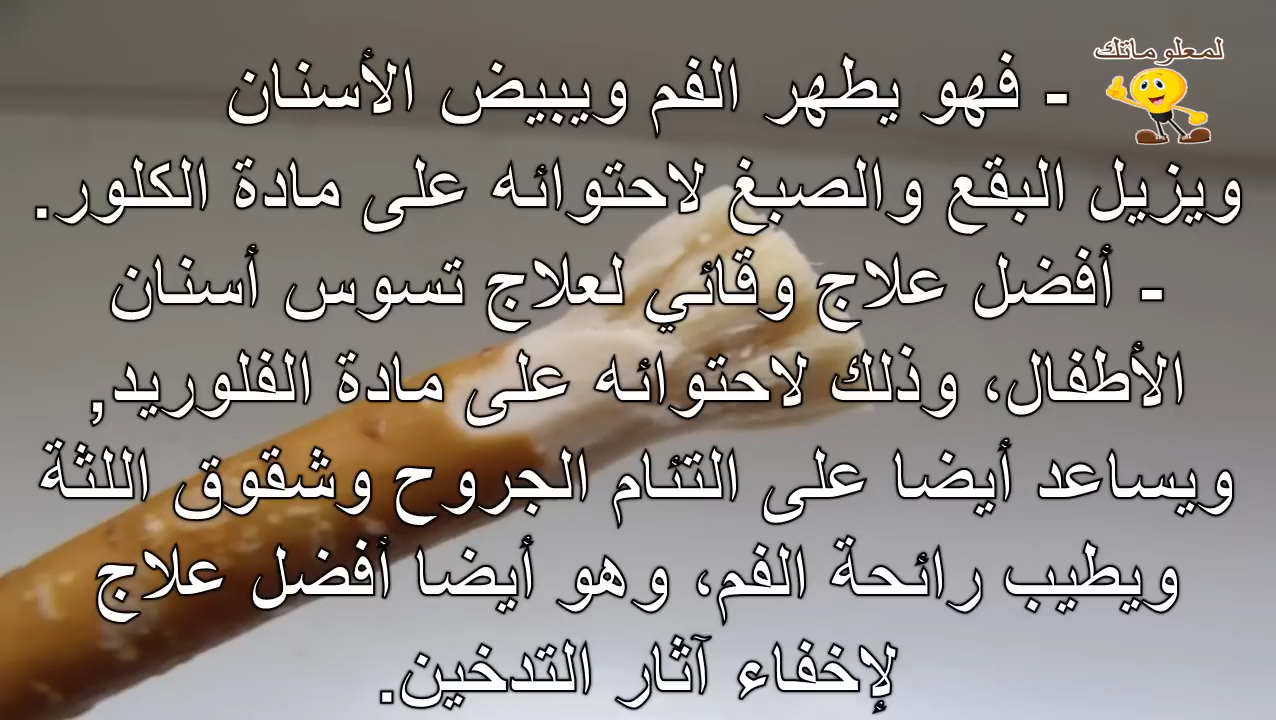 لمعلوماتك
- فهو يطهر الفم ويبيض الأسنان
ويزيل البقع والصبغ لاحتوائه على مادة الكلور.
- أفضل علاج وقائي لعلاج تسوس أسنان
الأطفال، وذلك لاحتوائه على مادة الفلوريد,
ويساعد أيضا على التئام الجروح وشقوق اللثة
ويطيب رائحة الفم، وهو أيضا أفضل علاج
لإخفاء آثار التدخين.